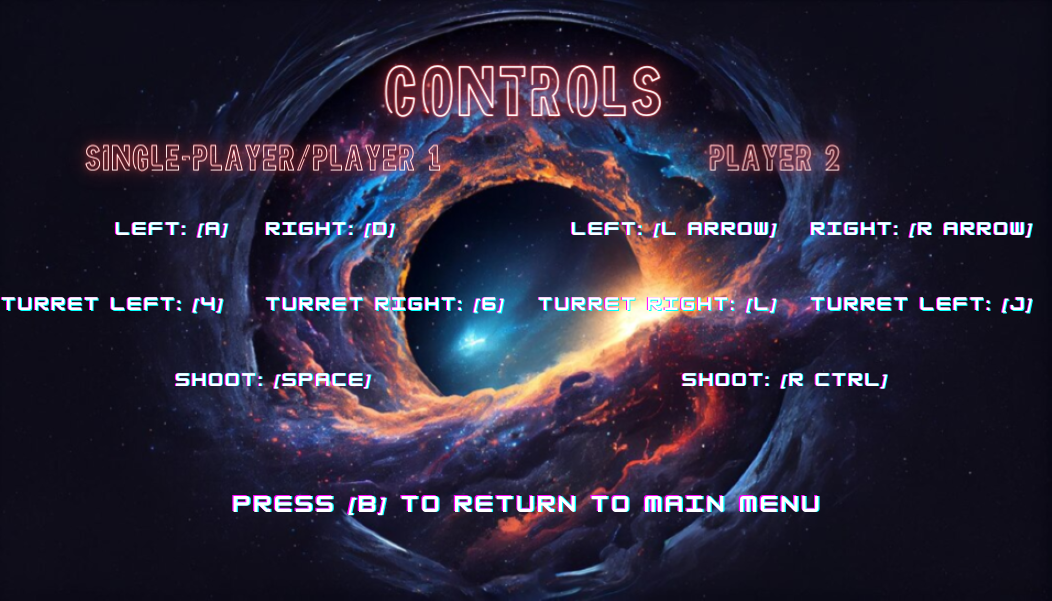 CONTROLS
SINGLE-PLAYER/PLAYER 1 PLAYER 2
LEFT: [A] RIGHT: [D] LEFT: [L ARROW] RIGHT: [R ARROW]
TURRET LEFT: [4] TURRET RIGHT: [6] TURRET RIGHT: [L] TURRET LEFT: [J]
SHOOT: [SPACE] SHOOT: [R CTRL]
PRESS [B] TO RETURN TO MAIN MENU